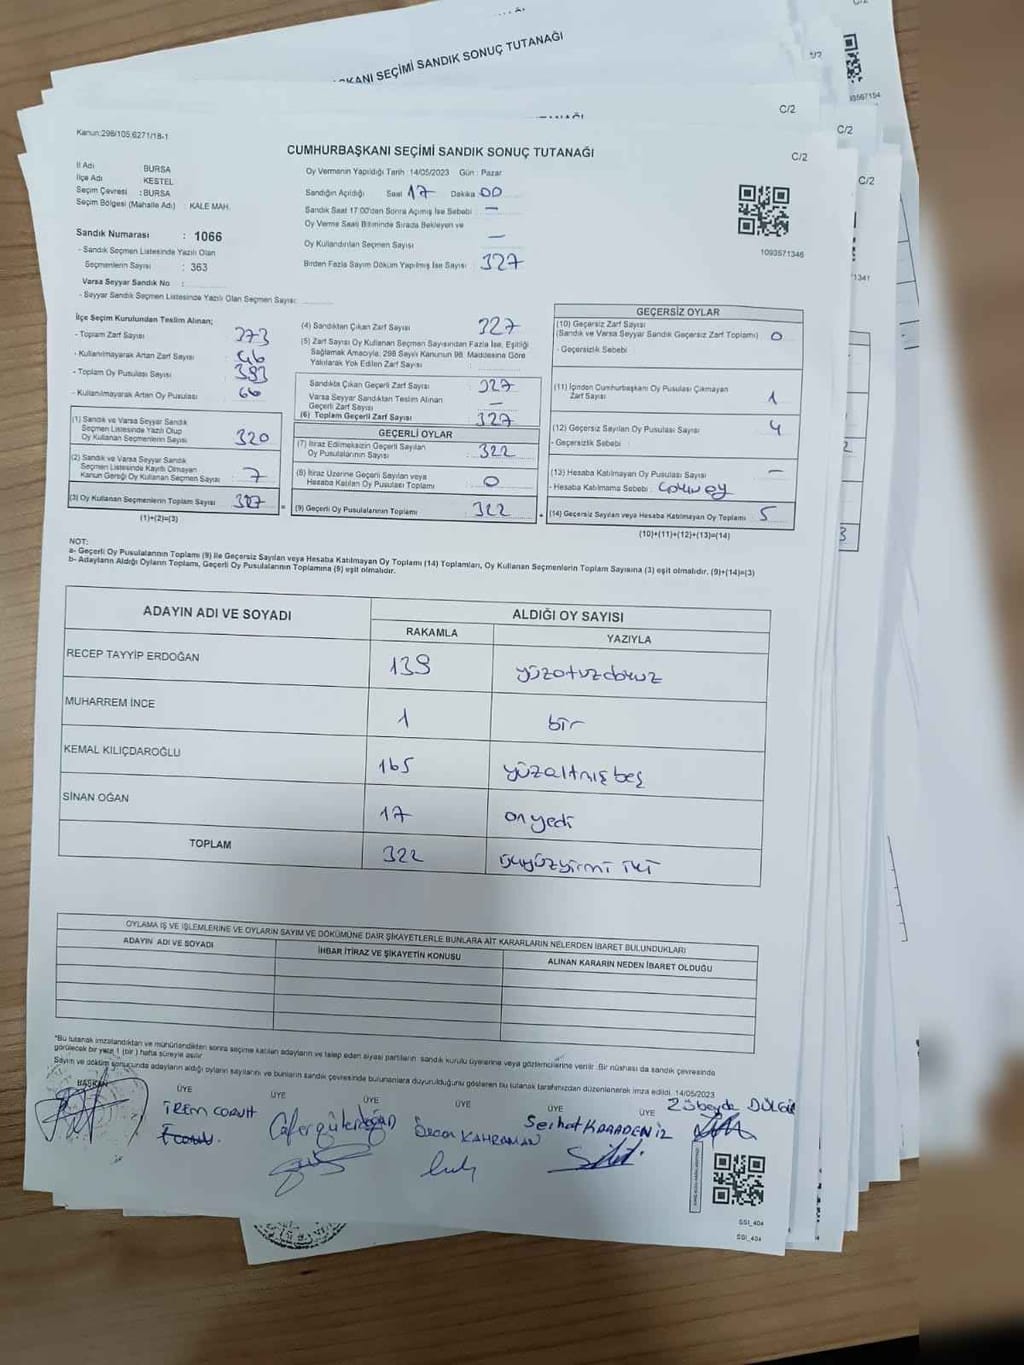 KANI SEÇİMİ SANDIK SONUÇ TUTANAĞI
C/2
C/2
C/2
C/2
Kanun:298/105,6271/18-1
CUMHURBAŞKANI SEÇİMİ SANDIK SONUÇ TUTANAĞI
İl Adı BURSA
İlçe Adı KESTEL
Seçim Çevresi : BURSA
Seçim Bölgesi (Mahalle Adı) : KALE MAH.
Sandık Numarası : 1066
- Sandık Seçmen Listesinde Yazılı Olan
Seçmenlerin Sayısı : 363
Varsa Seyyar Sandık No :
- Seyyar Sandık Seçmen Listesinde Yazılı Olan Seçmen Sayısı:
Oy Vermenin Yapıldığı Tarih : 14/05/2023 Gün : Pazar
Sandığın Açıldığı Saat 17 Dakika 00
Sandık Saat 17:00'dan Sonra Açılmış İse Sebebi : —
Oy Verme Saati Bitiminde Sırada Bekleyen ve
Oy Kullandırılan Seçmen Sayısı —
Birden Fazla Sayım Döküm Yapılmış İse Sayısı : 327
1093571346
İlçe Seçim Kurulundan Teslim Alınan;
- Toplam Zarf Sayısı : 373
- Kullanılmayarak Artan Zarf Sayısı : 46
- Toplam Oy Pusulası Sayısı : 393
- Kullanılmayarak Artan Oy Pusulası : 66
(1) Sandık ve Varsa Seyyar Sandık
Seçmen Listesinde Yazılı Olup
Oy Kullanan Seçmenlerin Sayısı 320
(2) Sandık ve Varsa Seyyar Sandık
Seçmen Listesinde Kayıtlı Olmayan
Kanun Gereği Oy Kullanan Seçmen Sayısı 7
(3) Oy Kullanan Seçmenlerin Toplam Sayısı 327
(1)+(2)=(3)
(4) Sandıktan Çıkan Zarf Sayısı 327
(5) Zarf Sayısı Oy Kullanan Seçmen Sayısından Fazla İse, Eşitliği
Sağlamak Amacıyla, 298 Sayılı Kanunun 98. Maddesine Göre
Yakılarak Yok Edilen Zarf Sayısı :
Sandıkta Çıkan Geçerli Zarf Sayısı : 327
Varsa Seyyar Sandıktan Teslim Alınan
Geçerli Zarf Sayısı : —
(6) Toplam Geçerli Zarf Sayısı : 327
GEÇERLİ OYLAR
(7) İtiraz Edilmeksizin Geçerli Sayılan
Oy Pusulalarının Sayısı : 322
(8) İtiraz Üzerine Geçerli Sayılan veya
Hesaba Katılan Oy Pusulası Toplamı : 0
(9) Geçerli Oy Pusulalarının Toplamı : 322
GEÇERSİZ OYLAR
(10) Geçersiz Zarf Sayısı
(Sandık ve Varsa Seyyar Sandık Geçersiz Zarf Toplamı) : 0
- Geçersizlik Sebebi
(11) İçinden Cumhurbaşkanı Oy Pusulası Çıkmayan
Zarf Sayısı 1
(12) Geçersiz Sayılan Oy Pusulası Sayısı 4
- Geçersizlik Sebebi
(13) Hesaba Katılmayan Oy Pusulası Sayısı —
- Hesaba Katılmama Sebebi :
(14) Geçersiz Sayılan veya Hesaba Katılmayan Oy Toplamı 5
(10)+(11)+(12)+(13)=(14)
NOT:
a- Geçerli Oy Pusulalarının Toplamı (9) ile Geçersiz Sayılan veya Hesaba Katılmayan Oy Toplamı (14) Toplamları, Oy Kullanan Seçmenlerin Toplam Sayısına (3) eşit olmalıdır. (9)+(14)=(3)
b- Adayların Aldığı Oyların Toplamı, Geçerli Oy Pusulalarının Toplamına (9) eşit olmalıdır.
ADAYIN ADI VE SOYADI ALDIĞI OY SAYISI
RAKAMLA YAZIYLA
RECEP TAYYİP ERDOĞAN 139 yüzotuzdokuz
MUHARREM İNCE 1 bir
KEMAL KILIÇDAROĞLU 165 yüzaltmışbeş
SİNAN OĞAN 17 onyedi
TOPLAM 322 üçyüzyirmi iki
OYLAMA İŞ VE İŞLEMLERİNE VE OYLARIN SAYIM VE DÖKÜMÜNE DAİR ŞİKAYETLERLE BUNLARA AİT KARARLARIN NELERDEN İBARET BULUNDUKLARI
ADAYIN ADI VE SOYADI İHBAR İTİRAZ VE ŞİKAYETİN KONUSU ALINAN KARARIN NEDEN İBARET OLDUĞU
*Bu tutanak imzalandıktan ve mühürlendikten sonra seçime katılan adayların ve talep eden siyasi partilerin sandık kurulu üyelerine veya gözlemcilerine verilir. Bir nüshası da sandık çevresinde
görülecek bir yere 1 (bir) hafta süreyle asılır.
Sayım ve döküm sonucunda adayların aldığı oyların sayılarını ve bunların sandık çevresinde bulunanlara duyurulduğunu gösteren bu tutanak tarafımızdan düzenlenerek imza edildi. 14/05/2023
BAŞKAN ÜYE ÜYE ÜYE ÜYE ÜYE ÜYE
İREM CORUH
Cafer güler doğan
Özcan KAHRAMAN
Serhat KARADENİZ
Zübeyde
SSI_404
SSI_404